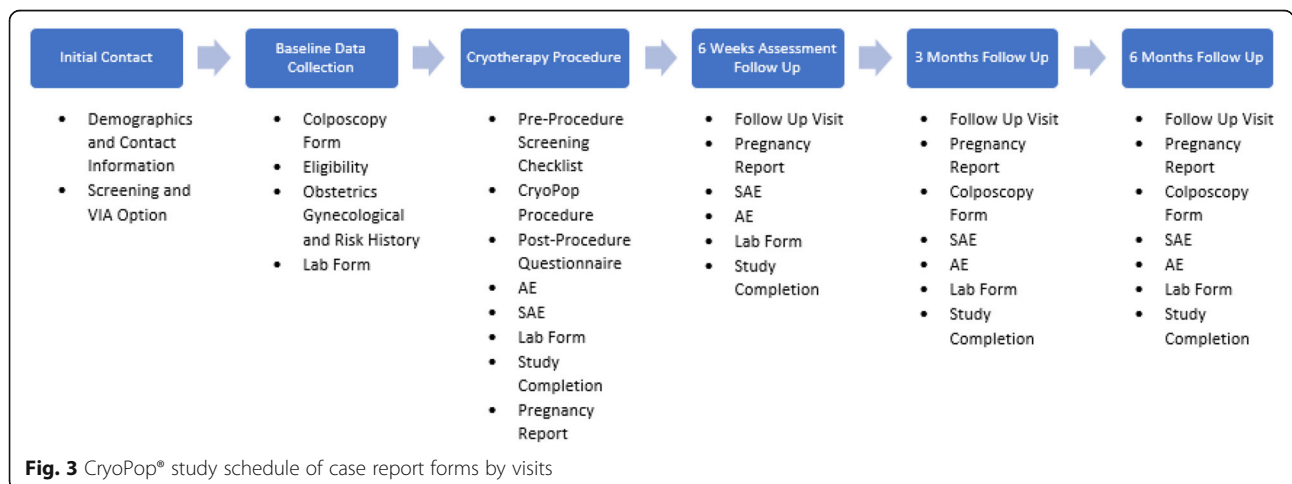 Initial Contact
Baseline Data
Collection
Cryotherapy Procedure
6 Weeks Assessment
Follow Up
3 Months Follow Up
6 Months Follow Up
• Demographics
and Contact
Information
• Screening and
VIA Option
• Colposcopy
Form
• Eligibility
• Obstetrics
Gynecological
and Risk History
• Lab Form
• Pre-Procedure
Screening
Checklist
• CryoPop
Procedure
• Post-Procedure
Questionnaire
• AE
• SAE
• Lab Form
• Study
Completion
• Pregnancy
Report
• Follow Up Visit
• Pregnancy
Report
• SAE
• AE
• Lab Form
• Study
Completion
• Follow Up Visit
• Pregnancy
Report
• Colposcopy
Form
• SAE
• AE
• Lab Form
• Study
Completion
• Follow Up Visit
• Pregnancy
Report
• Colposcopy
Form
• SAE
• AE
• Lab Form
• Study
Completion
Fig. 3 CryoPop® study schedule of case report forms by visits